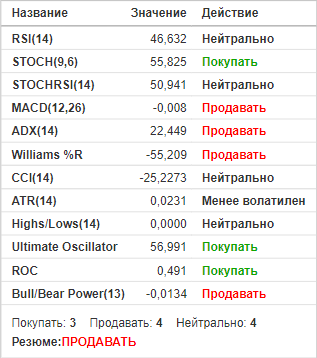 Название Значение Действие
RSI(14) 46,632 Нейтрально
STOCH(9,6) 55,825 Покупать
STOCHRSI(14) 50,941 Нейтрально
MACD(12,26) -0,008 Продавать
ADX(14) 22,449 Продавать
Williams %R -55,209 Продавать
CCI(14) -25,2273 Нейтрально
ATR(14) 0,0231 Менее волатилен
Highs/Lows(14) 0,0000 Нейтрально
Ultimate Oscillator 56,991 Покупать
ROC 0,491 Покупать
Bull/Bear Power(13) -0,0134 Продавать
Покупать: 3 Продавать: 4 Нейтрально: 4
Резюме:ПРОДАВАТЬ